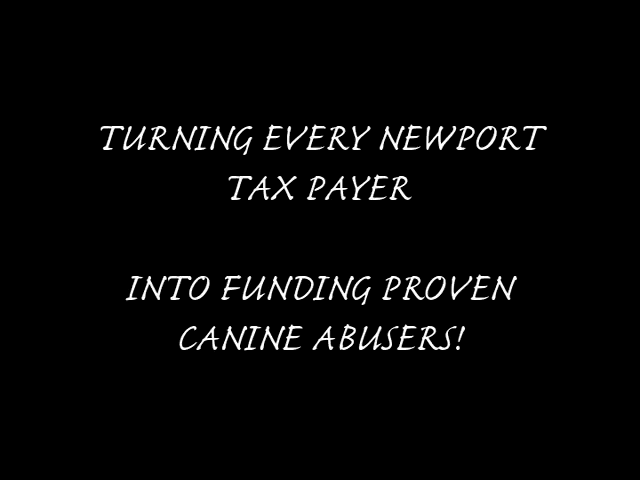 TURNING EVERY NEWPORT
TAX PAYER
INTO FUNDING PROVEN
CANINE ABUSERS!